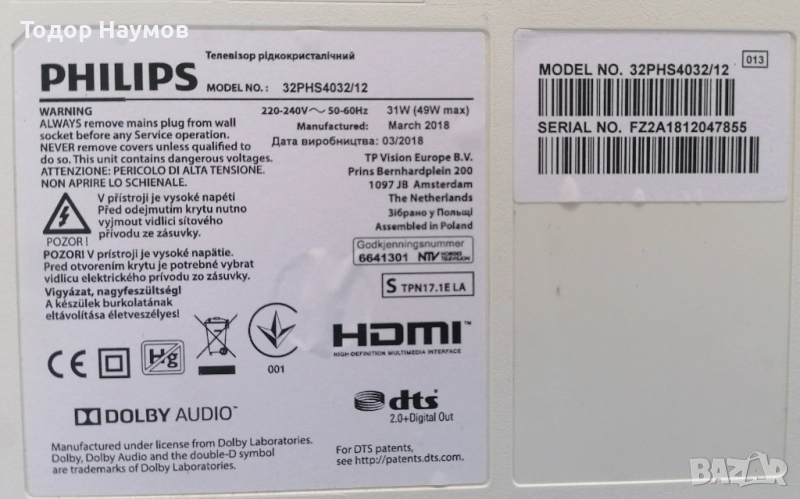 Тодор Наумов
Телевізор рідкокристалічний
PHILIPS MODEL NO. : 32PHS4032/12
WARNING
ALWAYS remove mains plug from wall
socket before any Service operation.
NEVER remove covers unless qualified to
do so. This unit contains dangerous voltages.
ATTENZIONE: PERICOLO DI ALTA TENSIONE.
NON APRIRE LO SCHIENALE.
220-240V～ 50-60Hz 31W (49W max)
Manufactured: March 2018
Дата виробництва: 03/2018
TP Vision Europe B.V.
Prins Bernhardplein 200
1097 JB Amsterdam
The Netherlands
Зібрано у Польщі
Assembled in Poland
V přístroji je vysoké napětí
Před odejmutím krytu nutno
vyjmout vidlici síťového
přívodu ze zásuvky.
POZOR !
POZORI V prístroji je vysoké napätie.
Pred otvorením krytu je potrebné vybrat
vidlicu elektrického prívodu zo zásuvky.
Vigyázat, nagyfeszültség!
A készülek burkolatának
eltávolítása életveszélyes!
Godkjenningsnummer
6641301 NTV
S TPN17.1E LA
CE Hg
001
HDMI™
HIGH-DEFINITION MULTIMEDIA INTERFACE
DOLBY AUDIO™
dts
2.0+Digital Out
Manufactured under license from Dolby Laboratories.
Dolby, Dolby Audio and the double-D symbol
are trademarks of Dolby Laboratories.
For DTS patents,
see http://patents.dts.com.
013
MODEL NO. 32PHS4032/12
SERIAL NO. FZ2A1812047855
BAZAR